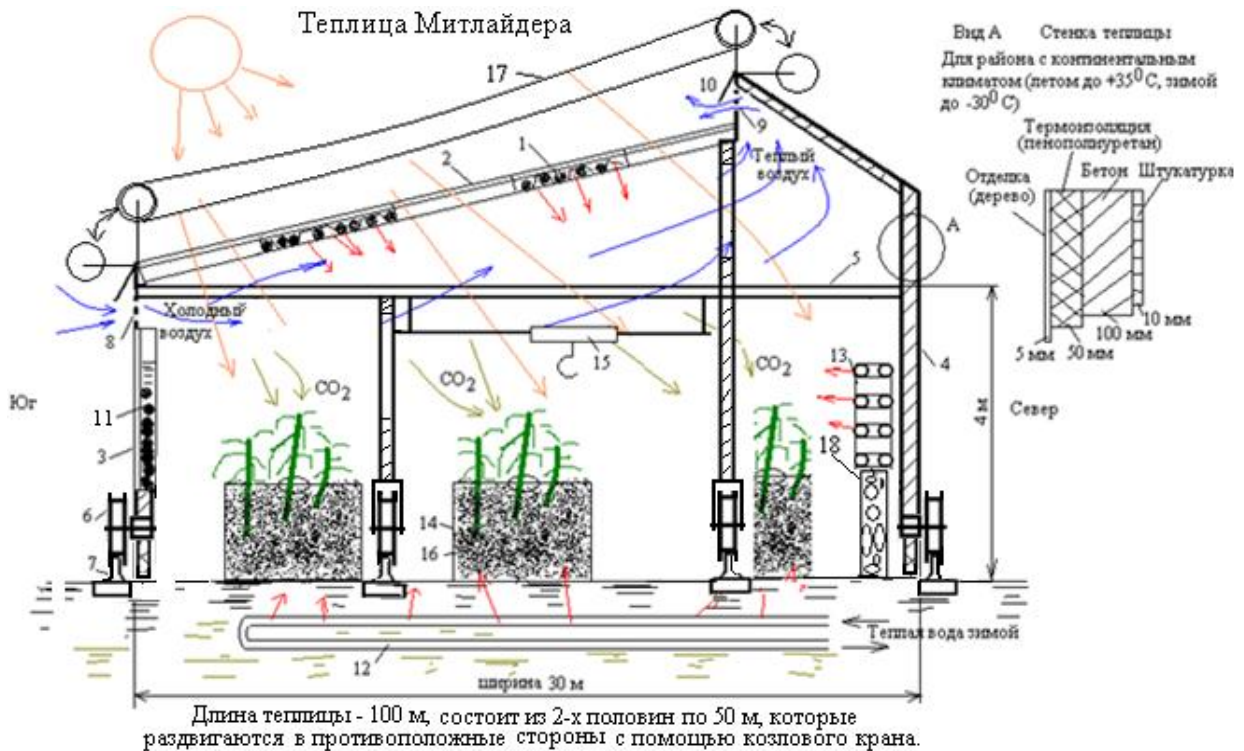 Теплица Митлайдера
Вид А Стенка теплицы
Для района с континентальным
климатом (летом до +35⁰ С, зимой
до -30⁰ С)
Термоизоляция
(пенополиуретан)
Отделка
(дерево)
Бетон
Штукатурка
5 мм
50 мм
100 мм
10 мм
17
10
9
1
2
Теплый
воздух
А
5
Холодный
воздух
8
15
4
13
CO2
CO2
CO2
Юг
Север
11
3
4 м
18
6
14
16
7
Теплая вода зимой
12
ширина 30 м
Длина теплицы - 100 м, состоит из 2-х половин по 50 м, которые
раздвигаются в противоположные стороны с помощью козлового крана.